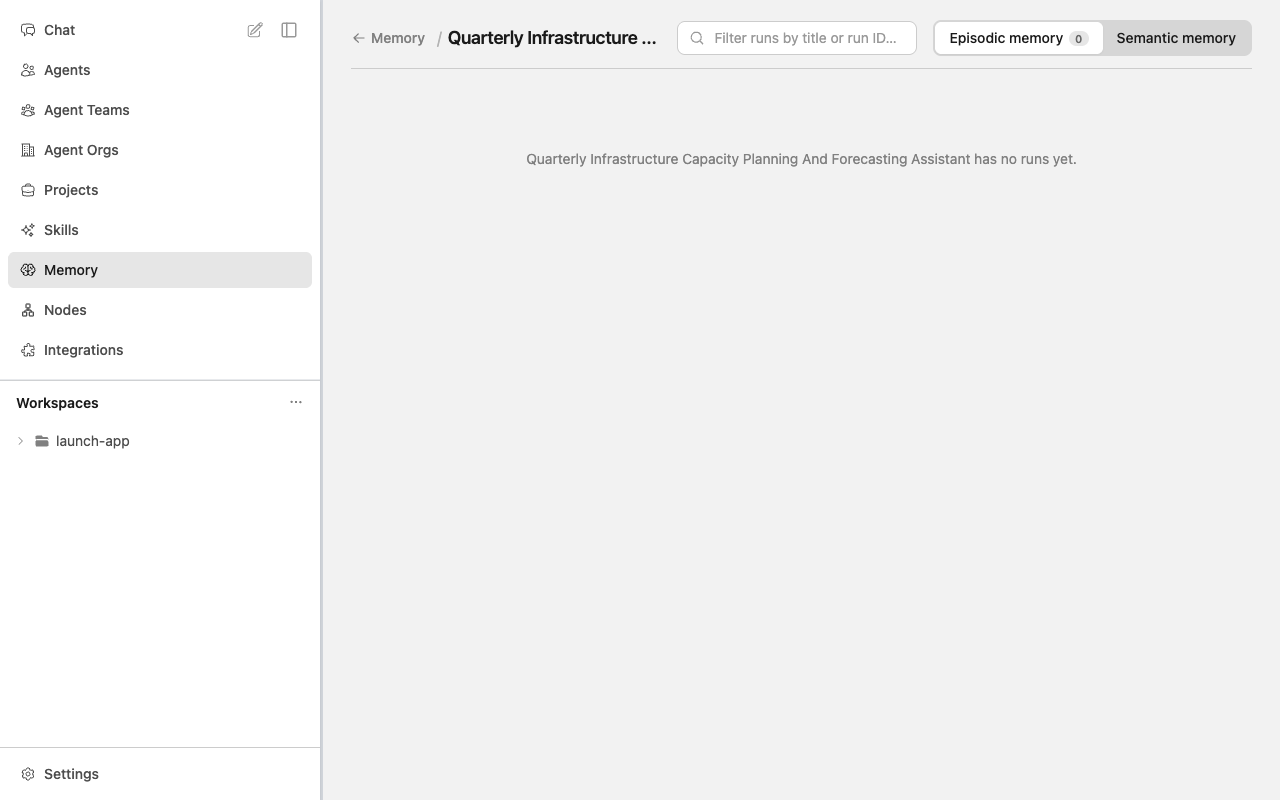 Chat
Agents
Agent Teams
Agent Orgs
Projects
Skills
Memory
Nodes
Integrations
Workspaces
launch-app
Settings
Memory / Quarterly Infrastructure ...
Filter runs by title or run ID...
Episodic memory 0
Semantic memory
Quarterly Infrastructure Capacity Planning And Forecasting Assistant has no runs yet.